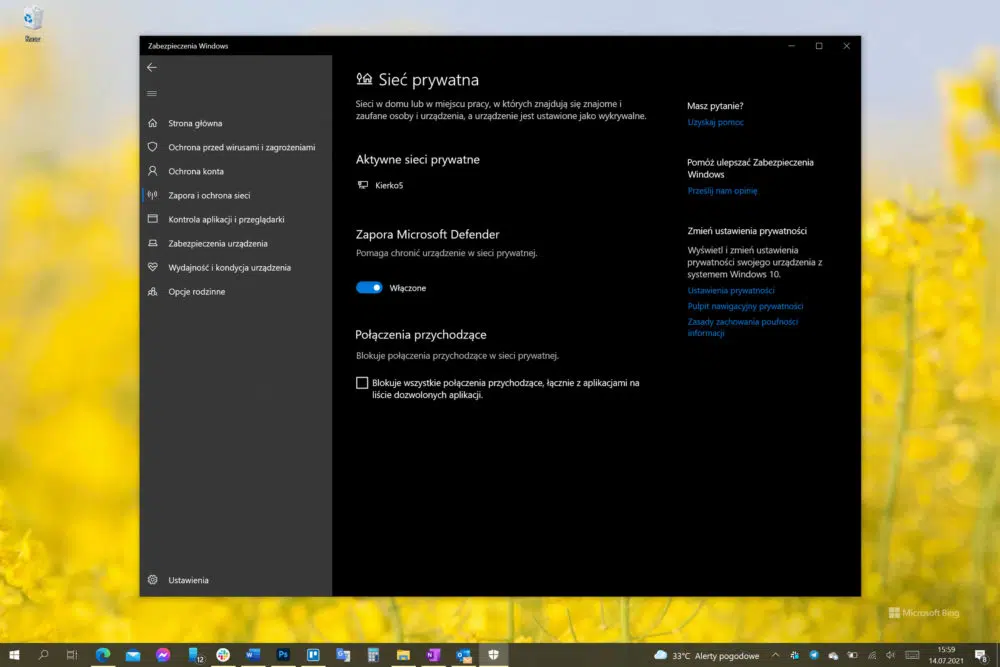 Zabezpieczenia Windows
Strona główna
Ochrona przed wirusami i zagrożeniami
Ochrona konta
Zapora i ochrona sieci
Kontrola aplikacji i przeglądarki
Zabezpieczenia urządzenia
Wydajność i kondycja urządzenia
Opcje rodzinne
Ustawienia
Sieć prywatna
Sieci w domu lub w miejscu pracy, w których znajdują się znajome i
zaufane osoby i urządzenia, a urządzenie jest ustawione jako wykrywalne.
Aktywne sieci prywatne
Kierko5
Zapora Microsoft Defender
Pomaga chronić urządzenie w sieci prywatnej.
Włączone
Połączenia przychodzące
Blokuje połączenia przychodzące w sieci prywatnej.
Blokuje wszystkie połączenia przychodzące, łącznie z aplikacjami na
liście dozwolonych aplikacji.
Masz pytanie?
Uzyskaj pomoc
Pomóż ulepszać Zabezpieczenia
Windows
Prześlij nam opinię
Zmień ustawienia prywatności
Wyświetl i zmień ustawienia
prywatności swojego urządzenia z
systemem Windows 10.
Ustawienia prywatności
Pulpit nawigacyjny prywatności
Zasady zachowania poufności
informacji
Microsoft Bing
12
W
Ps
N
33°C Alerty pogodowe
15:59
14.07.2021
8